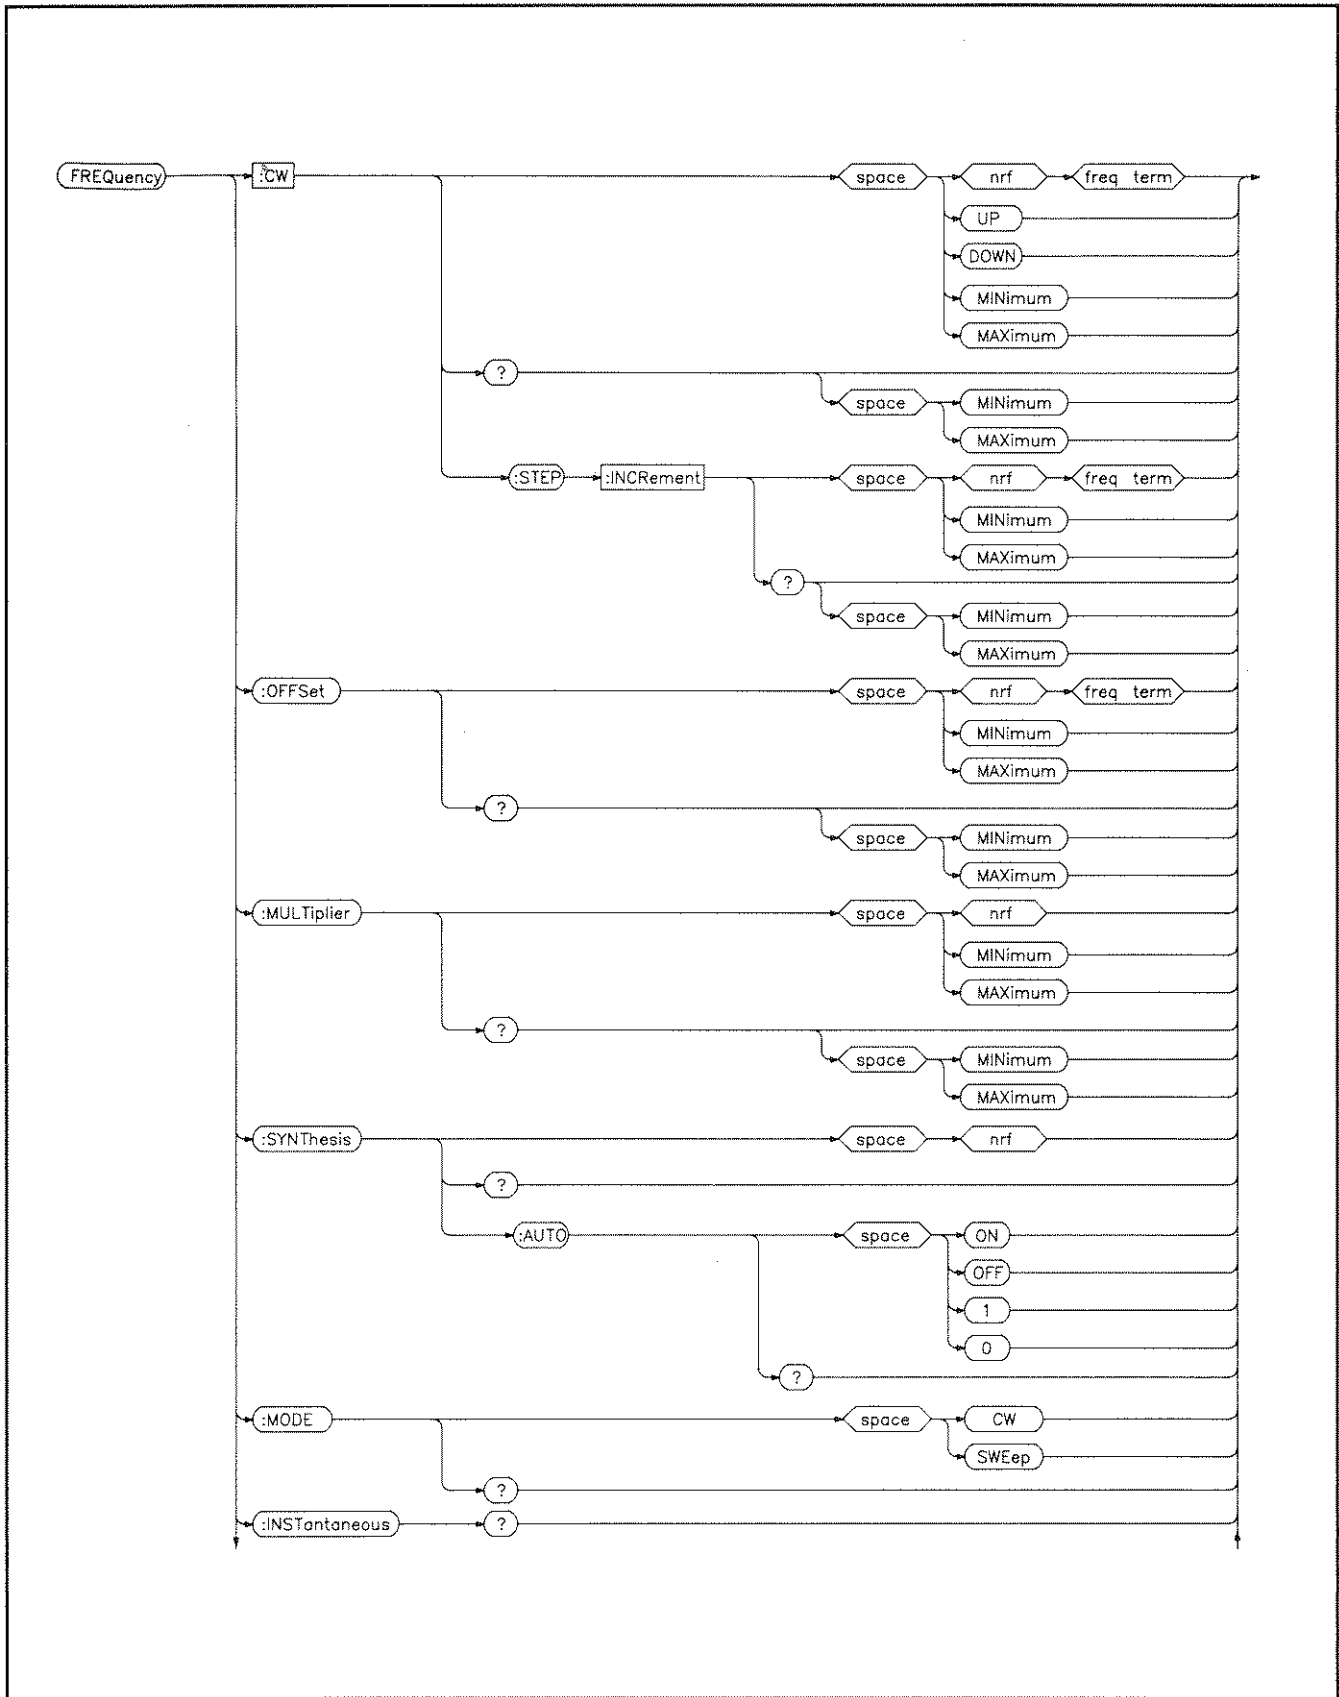 FREQuency :CW space nrf freq term
UP
DOWN
MINimum
MAXimum
?
space MINimum
MAXimum
:STEP :INCRement space nrf freq term
MINimum
MAXimum
?
space MINimum
MAXimum
:OFFSet space nrf freq term
MINimum
MAXimum
?
space MINimum
MAXimum
:MULTiplier space nrf
MINimum
MAXimum
?
space MINimum
MAXimum
:SYNThesis space nrf
?
:AUTO space ON
OFF
1
0
?
:MODE space CW
SWEep
?
:INSTantaneous ?